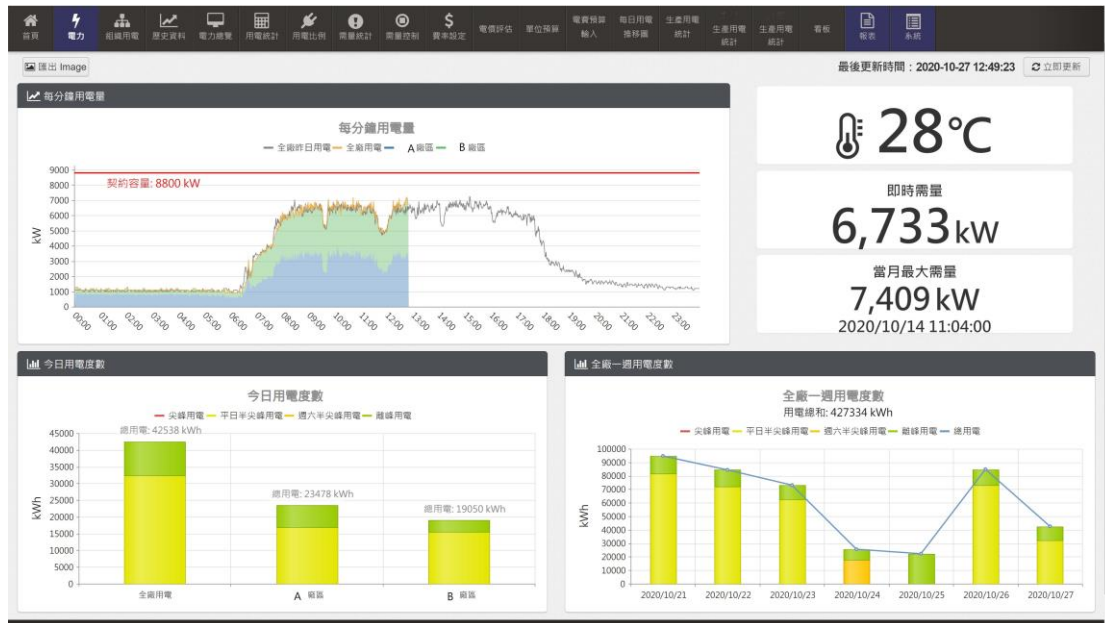 首頁
電力
組織用電
歷史資料
電力總覽
用電統計
用電比例
需量統計
需量控制
費率設定
電價評估
單位預算
電費預算
輸入
每日用電
推移圖
生產用電
統計
生產用電
統計
生產用電
統計
看板
報表
系統
匯出 Image
最後更新時間：2020-10-27 12:49:23
立即更新
每分鐘用電量
每分鐘用電量
全廠昨日用電 全廠用電 A 廠區 B 廠區
契約容量: 8800 kW
kW
9000
8000
7000
6000
5000
4000
3000
2000
1000
0
00:00 01:00 02:00 03:00 04:00 05:00 06:00 07:00 08:00 09:00 10:00 11:00 12:00 13:00 14:00 15:00 16:00 17:00 18:00 19:00 20:00 21:00 22:00 23:00
28°C
即時需量
6,733 kW
當月最大需量
7,409 kW
2020/10/14 11:04:00
今日用電度數
今日用電度數
尖峰用電 平日半尖峰用電 週六半尖峰用電 離峰用電
總用電: 42538 kWh
總用電: 23478 kWh
總用電: 19050 kWh
kWh
45000
40000
35000
30000
25000
20000
15000
10000
5000
0
全廠用電 A 廠區 B 廠區
全廠一週用電度數
全廠一週用電度數
用電總和: 427334 kWh
尖峰用電 平日半尖峰用電 週六半尖峰用電 離峰用電 總用電
kWh
100000
90000
80000
70000
60000
50000
40000
30000
20000
10000
0
2020/10/21 2020/10/22 2020/10/23 2020/10/24 2020/10/25 2020/10/26 2020/10/27